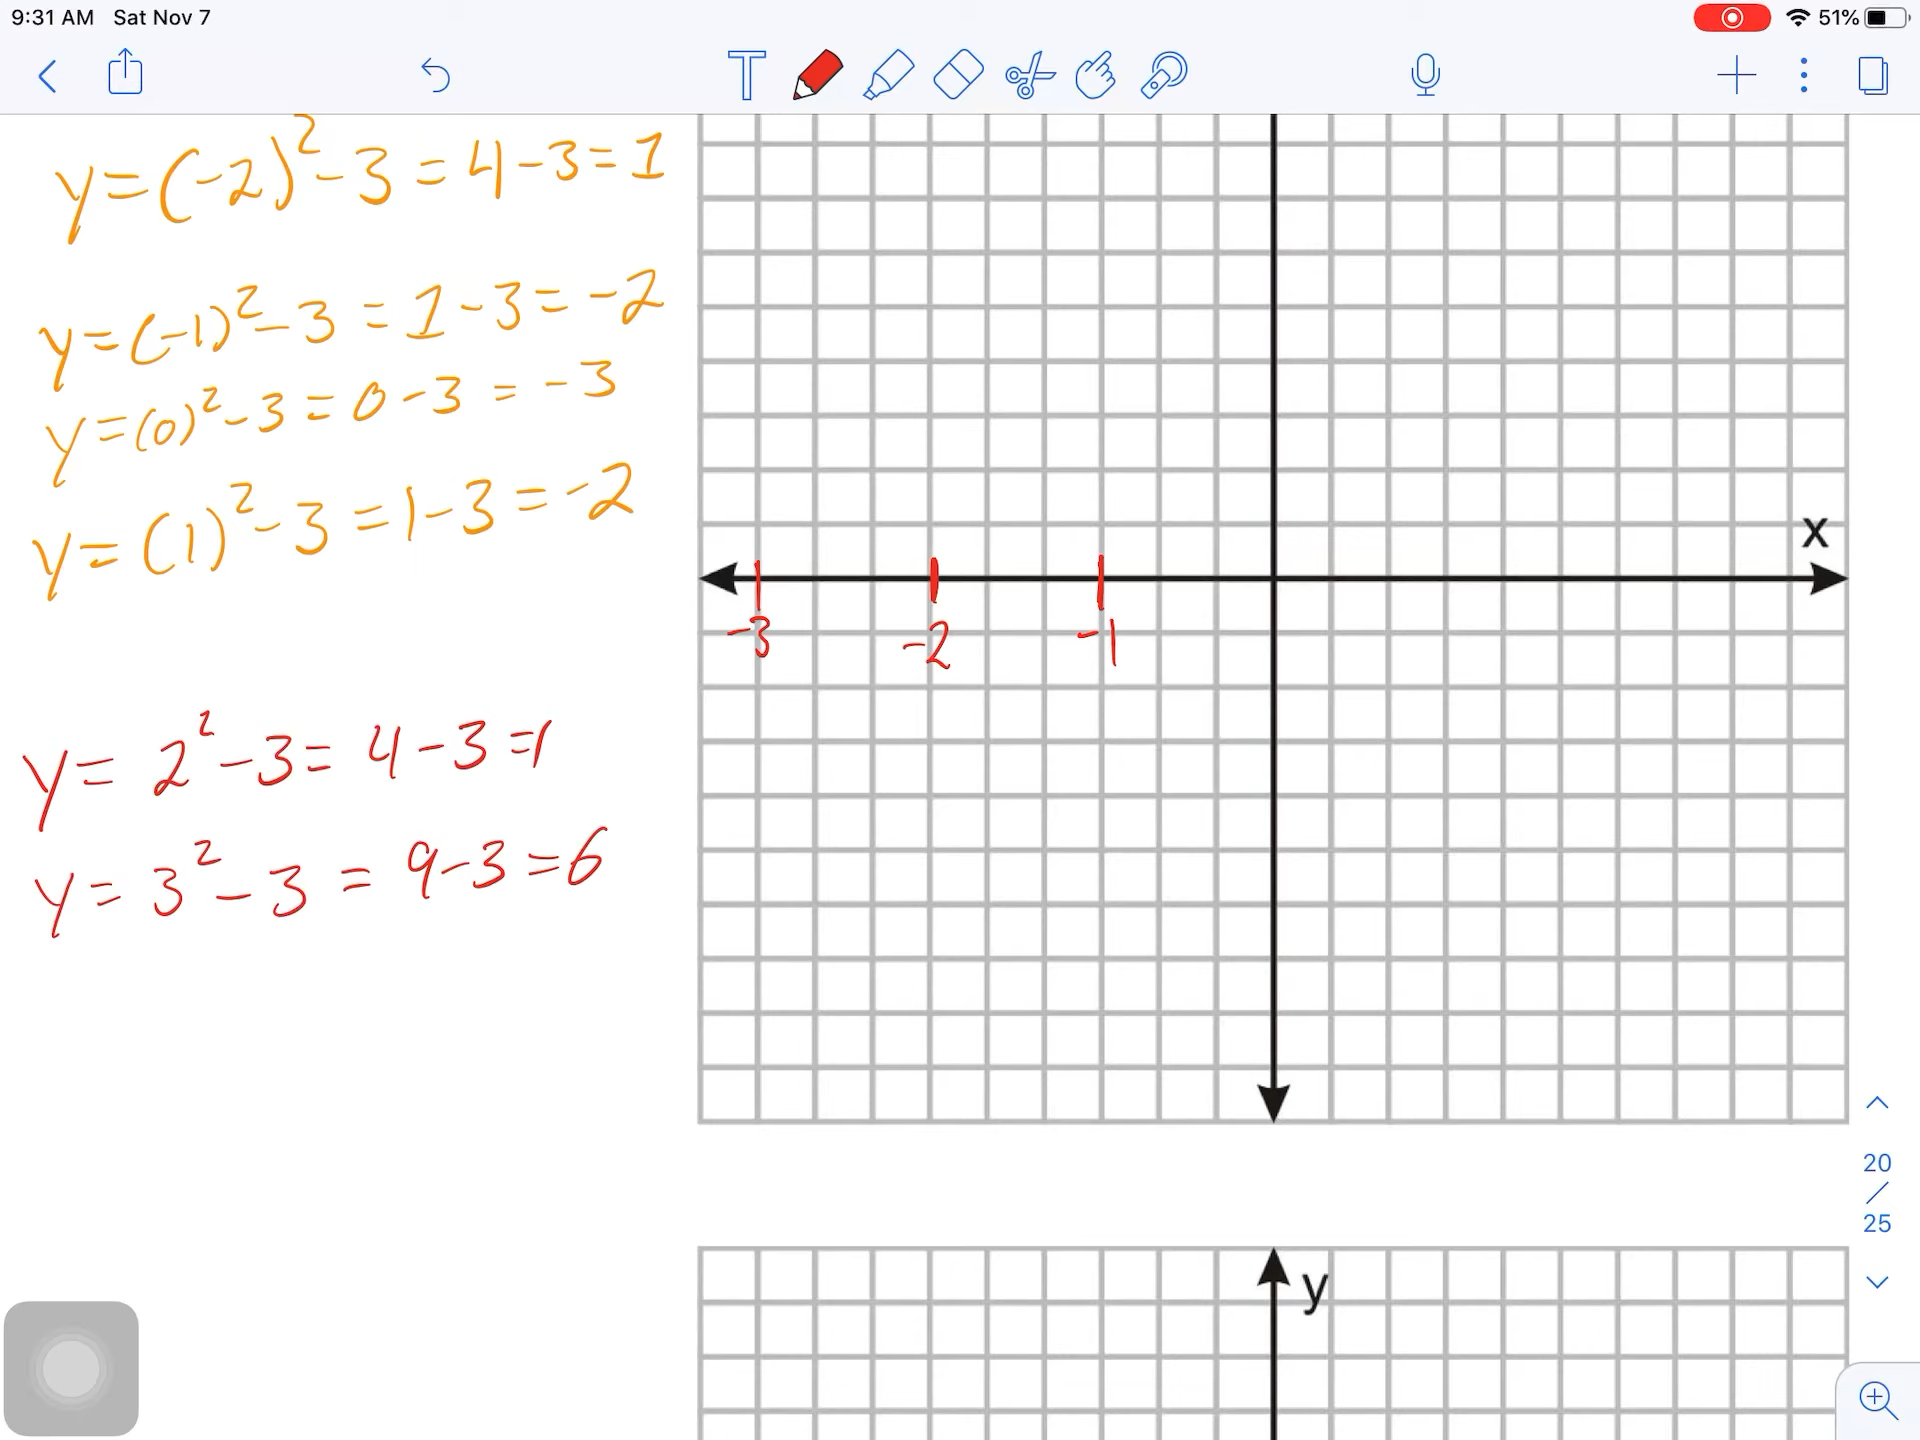 9:31 AM Sat Nov 7
51%
T
y=(-2)²-3=4-3=1
y=(-1)²-3=1-3=-2
y=(0)²-3=0-3=-3
y=(1)²-3=1-3=-2
y=2²-3=4-3=1
y=3²-3=9-3=6
x
-3 -2 -1
20
/
25
y